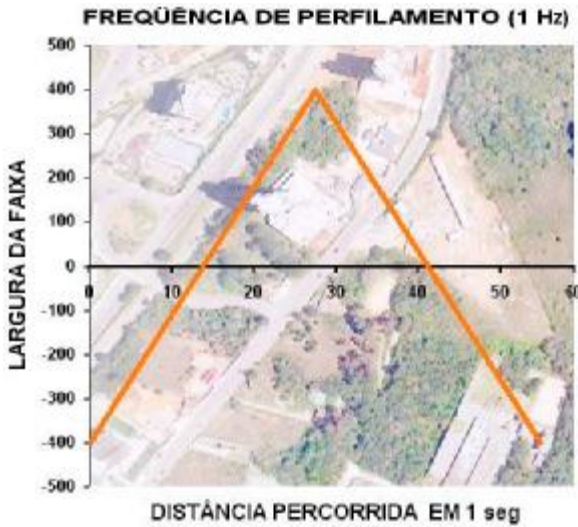 FREQÜÊNCIA DE PERFILAMENTO (1 Hz)
500
400
300
200
100
0
-100
-200
-300
-400
-500
0 10 20 30 40 50 60
LARGURA DA FAIXA
DISTÂNCIA PERCORRIDA EM 1 seg